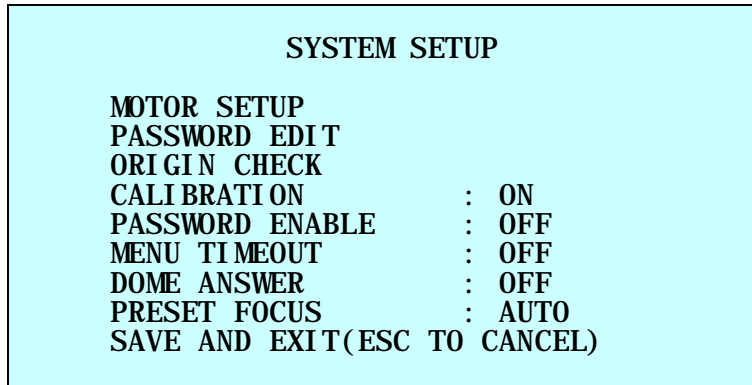 SYSTEM SETUP
MOTOR SETUP
PASSWORD EDIT
ORIGIN CHECK
CALIBRATION : ON
PASSWORD ENABLE : OFF
MENU TIMEOUT : OFF
DOME ANSWER : OFF
PRESET FOCUS : AUTO
SAVE AND EXIT(ESC TO CANCEL)